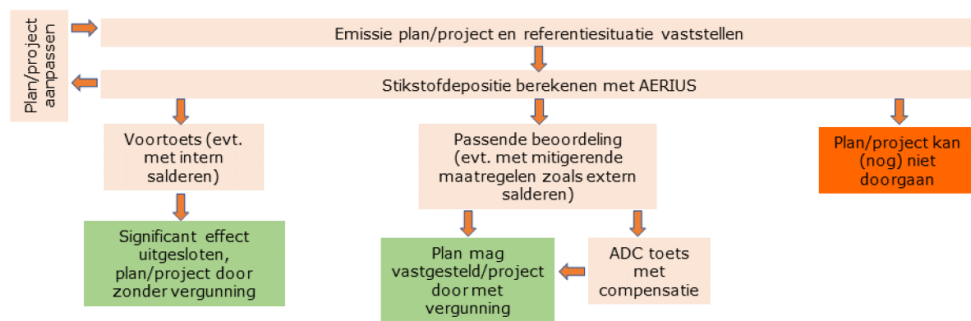 Plan/project
aanpassen
Emissie plan/project en referentiesituatie vaststellen
Stikstofdepositie berekenen met AERIUS
Voortoets (evt.
met intern
salderen)
Passende beoordeling
(evt. met mitigerende
maatregelen zoals extern
salderen)
Plan/project kan
(nog) niet
doorgaan
Significant effect
uitgesloten,
plan/project door
zonder vergunning
Plan mag
vastgesteld/project
door met
vergunning
ADC toets
met
compensatie